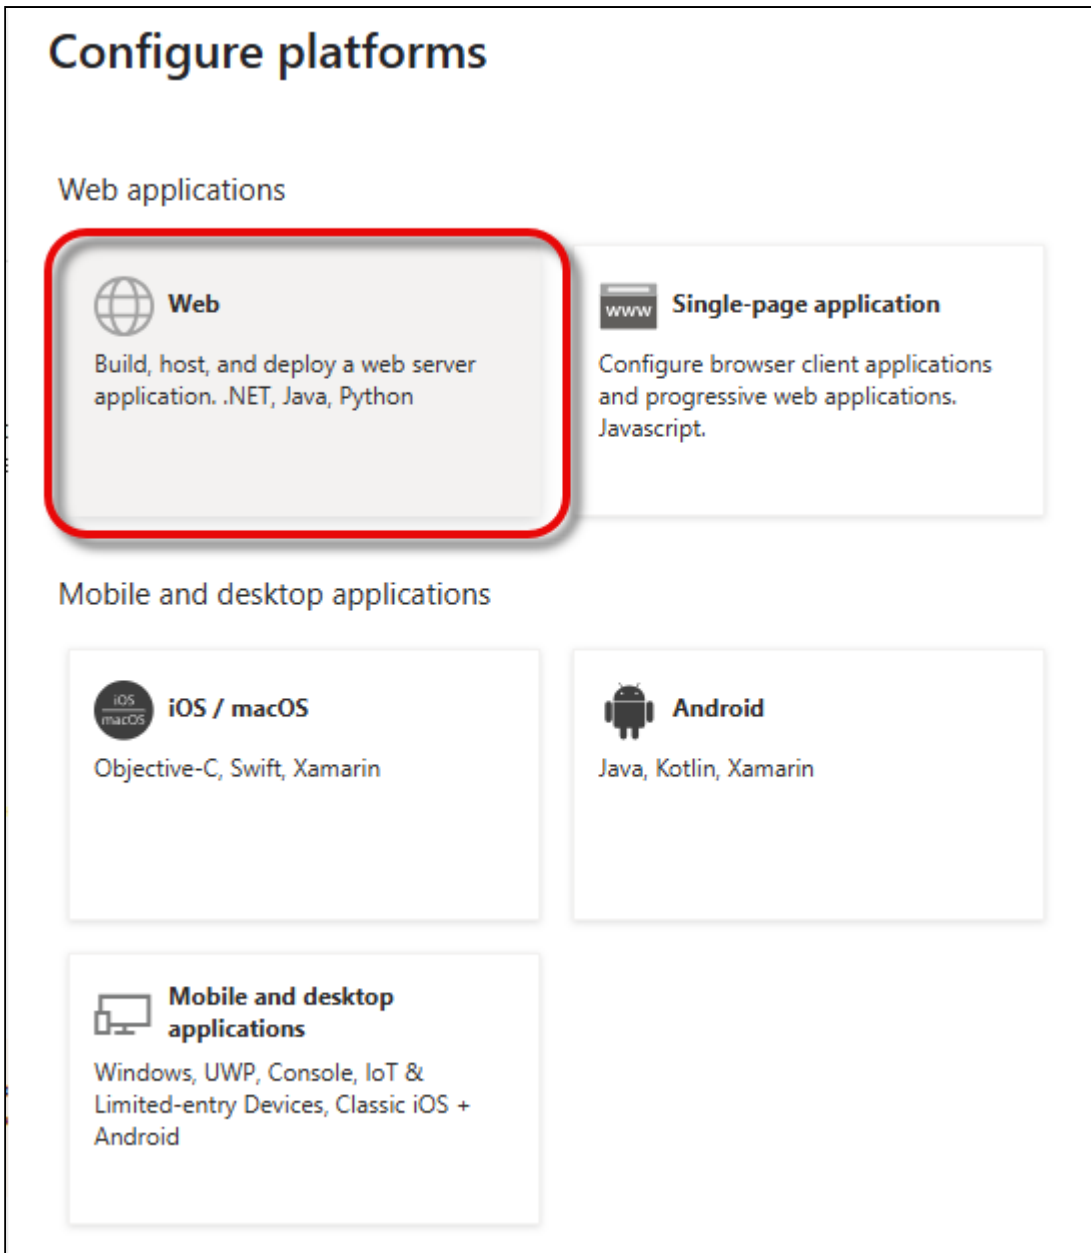 Configure platforms
Web applications
Web
Build, host, and deploy a web server
application. .NET, Java, Python
www
Single-page application
Configure browser client applications
and progressive web applications.
Javascript.
Mobile and desktop applications
iOS
macOS
iOS / macOS
Objective-C, Swift, Xamarin
Android
Java, Kotlin, Xamarin
Mobile and desktop
applications
Windows, UWP, Console, IoT &
Limited-entry Devices, Classic iOS +
Android